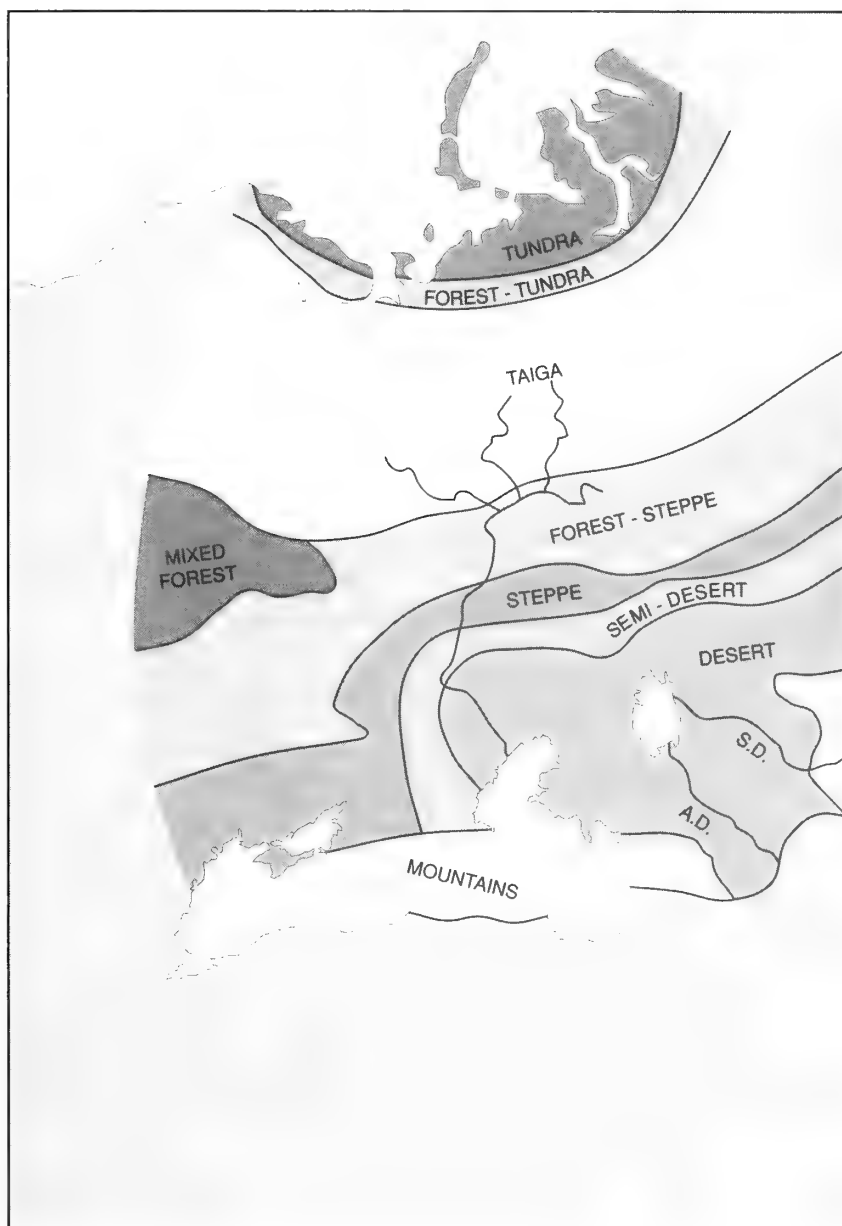 TUNDRA
FOREST - TUNDRA
TAIGA
FOREST - STEPPE
MIXED
FOREST
STEPPE
SEMI - DESERT
DESERT
S.D.
A.D.
MOUNTAINS